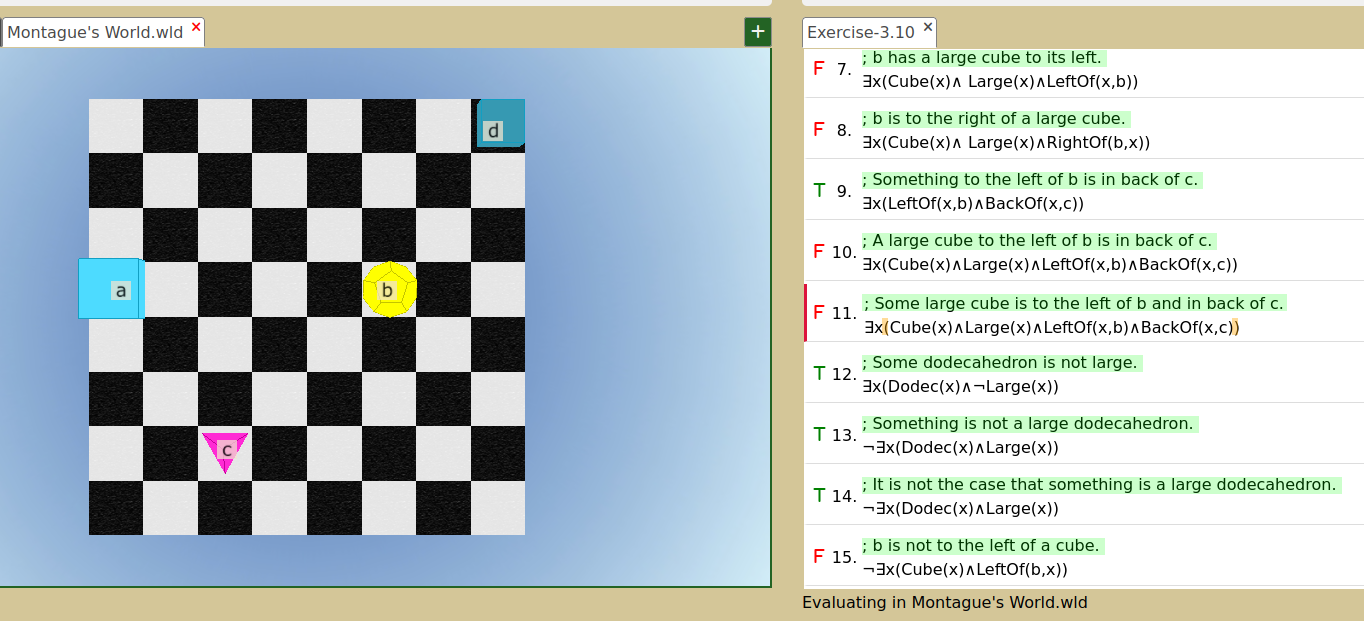 Montague's World.wld ×
+
a
b
c
d
Exercise-3.10 ×
; b has a large cube to its left.
F 7.
∃x(Cube(x)∧ Large(x)∧LeftOf(x,b))
; b is to the right of a large cube.
F 8.
∃x(Cube(x)∧ Large(x)∧RightOf(b,x))
; Something to the left of b is in back of c.
T 9.
∃x(LeftOf(x,b)∧BackOf(x,c))
; A large cube to the left of b is in back of c.
F 10.
∃x(Cube(x)∧Large(x)∧LeftOf(x,b)∧BackOf(x,c))
; Some large cube is to the left of b and in back of c.
F 11.
∃x(Cube(x)∧Large(x)∧LeftOf(x,b)∧BackOf(x,c))
; Some dodecahedron is not large.
T 12.
∃x(Dodec(x)∧¬Large(x))
; Something is not a large dodecahedron.
T 13.
¬∃x(Dodec(x)∧Large(x))
; It is not the case that something is a large dodecahedron.
T 14.
¬∃x(Dodec(x)∧Large(x))
; b is not to the left of a cube.
F 15.
¬∃x(Cube(x)∧LeftOf(b,x))
Evaluating in Montague's World.wld